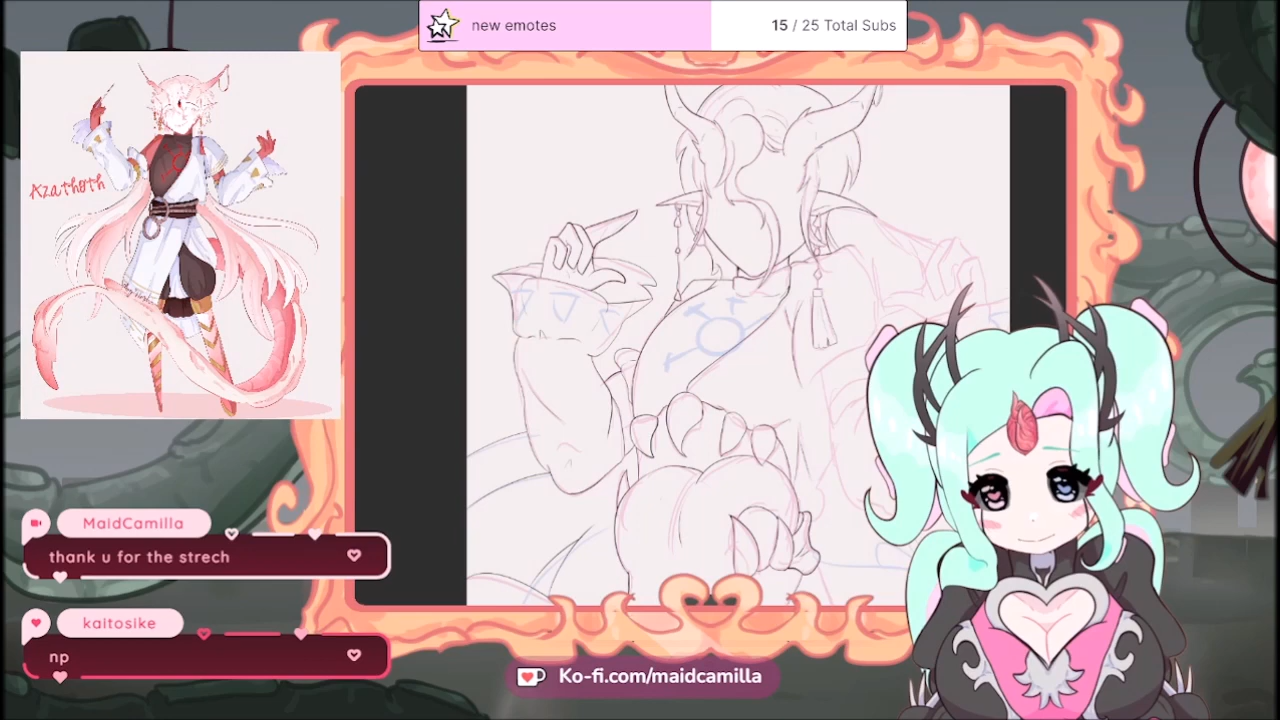 new emotes
15 / 25 Total Subs
Azathoth
MaidCamilla
thank u for the strech
kaitosike
np
Ko-fi.com/maidcamilla